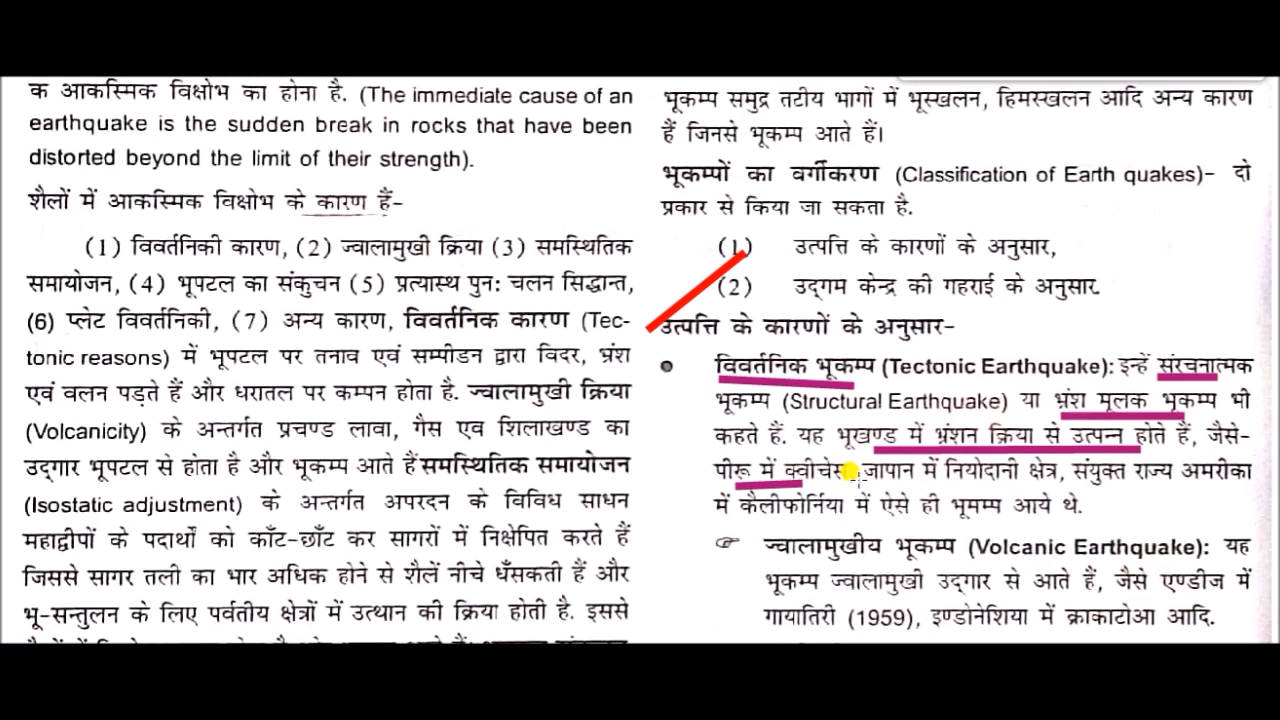 क आकस्मिक विक्षोभ का होना है. (The immediate cause of an
earthquake is the sudden break in rocks that have been
distorted beyond the limit of their strength).
शैलों में आकस्मिक विक्षोभ के कारण हैं-
(1) विवर्तनिकी कारण, (2) ज्वालामुखी क्रिया (3) समस्थितिक
समायोजन, (4) भूपटल का संकुचन (5) प्रत्यास्थ पुनः चलन सिद्धान्त,
(6) प्लेट विवर्तनिकी, (7) अन्य कारण, विवर्तनिक कारण (Tec-
tonic reasons) में भूपटल पर तनाव एवं सम्पीडन द्वारा विदर, भ्रंश
एवं वलन पड़ते हैं और धरातल पर कम्पन होता है. ज्वालामुखी क्रिया
(Volcanicity) के अन्तर्गत प्रचण्ड लावा, गैस एव शिलाखण्ड का
उद्‌गार भूपटल से होता है और भूकम्प आते हैं समस्थितिक समायोजन
(Isostatic adjustment) के अन्तर्गत अपरदन के विविध साधन
महाद्वीपों के पदार्थो को काँट-छाँट कर सागरों में निक्षेपित करते हैं
जिससे सागर तली का भार अधिक होने से शैलें नीचे धँसकती हैं और
भू-सन्तुलन के लिए पर्वतीय क्षेत्रों में उत्थान की क्रिया होती है. इससे
भूकम्प समुद्र तटीय भागों में भूस्खलन, हिमस्खलन आदि अन्य कारण
हैं जिनसे भूकम्प आते हैं।
भूकम्पों का वर्गीकरण (Classification of Earth quakes)- दो
प्रकार से किया जा सकता है.
(1) उत्पत्ति के कारणों के अनुसार,
(2) उद्‌गम केन्द्र की गहराई के अनुसार.
उत्पत्ति के कारणों के अनुसार-
● विवर्तनिक भूकम्प (Tectonic Earthquake): इन्हें संरचनात्मक
भूकम्प (Structural Earthquake) या भ्रंश मूलक भूकम्प भी
कहते हैं. यह भूखण्ड में भ्रंशन क्रिया से उत्पन्न होते हैं, जैसे-
पीरू में जापान में नियोदानी क्षेत्र, संयुक्त राज्य अमरीका
में कैलीफोर्निया में ऐसे ही भूमम्प आये थे.
☞ ज्वालामुखीय भूकम्प (Volcanic Earthquake): यह
भूकम्प ज्वालामुखी उद्‌गार से आते हैं, जैसे एण्डीज में
गायातिरी (1959), इण्डोनेशिया में क्राकाटोआ आदि.